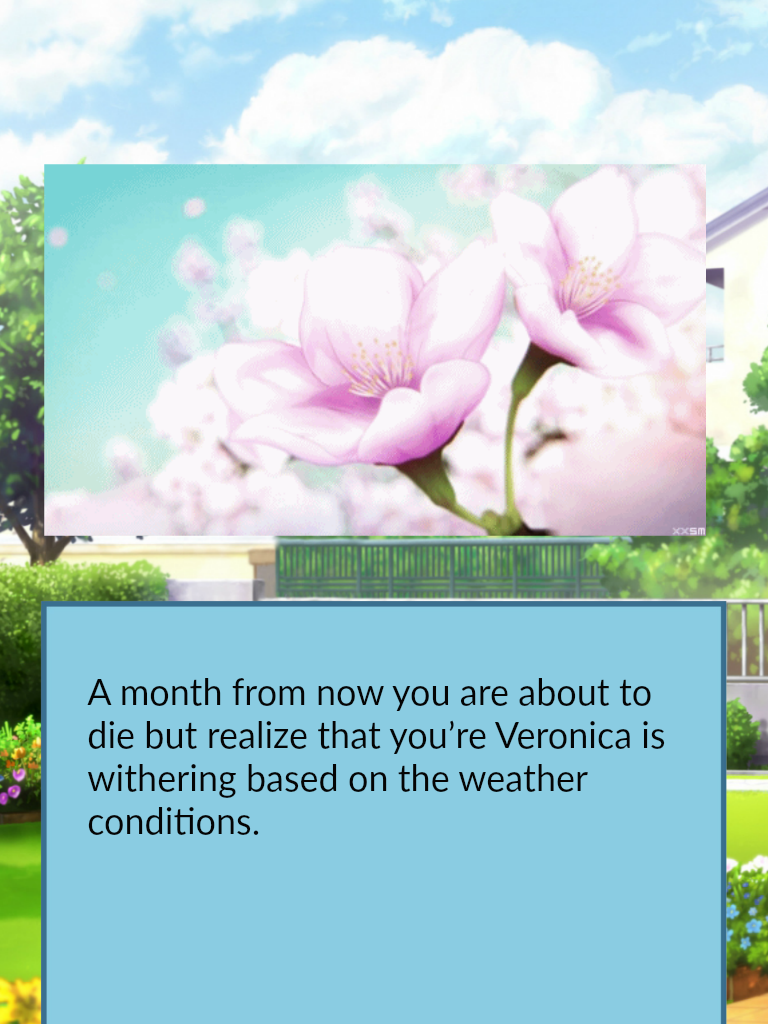 xxsm
A month from now you are about to
die but realize that you’re Veronica is
withering based on the weather
conditions.